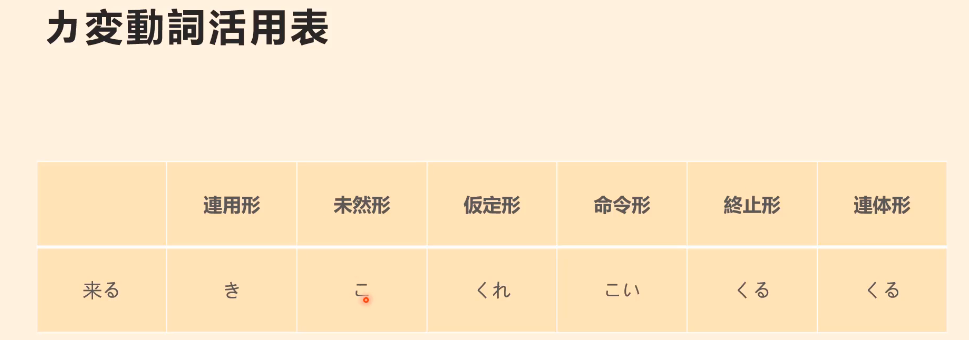 カ変動詞活用表
連用形 未然形 仮定形 命令形 終止形 連体形
来る き こ くれ こい くる くる